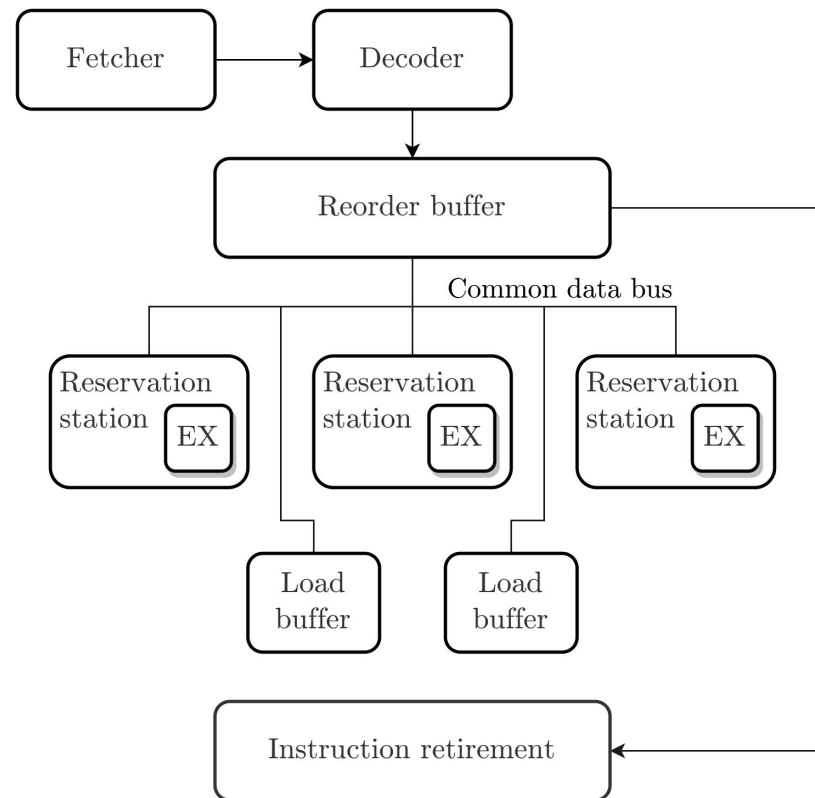 Fetcher
Decoder
Reorder buffer
Common data bus
Reservation
station
EX
Reservation
station
EX
Reservation
station
EX
Load
buffer
Load
buffer
Instruction retirement